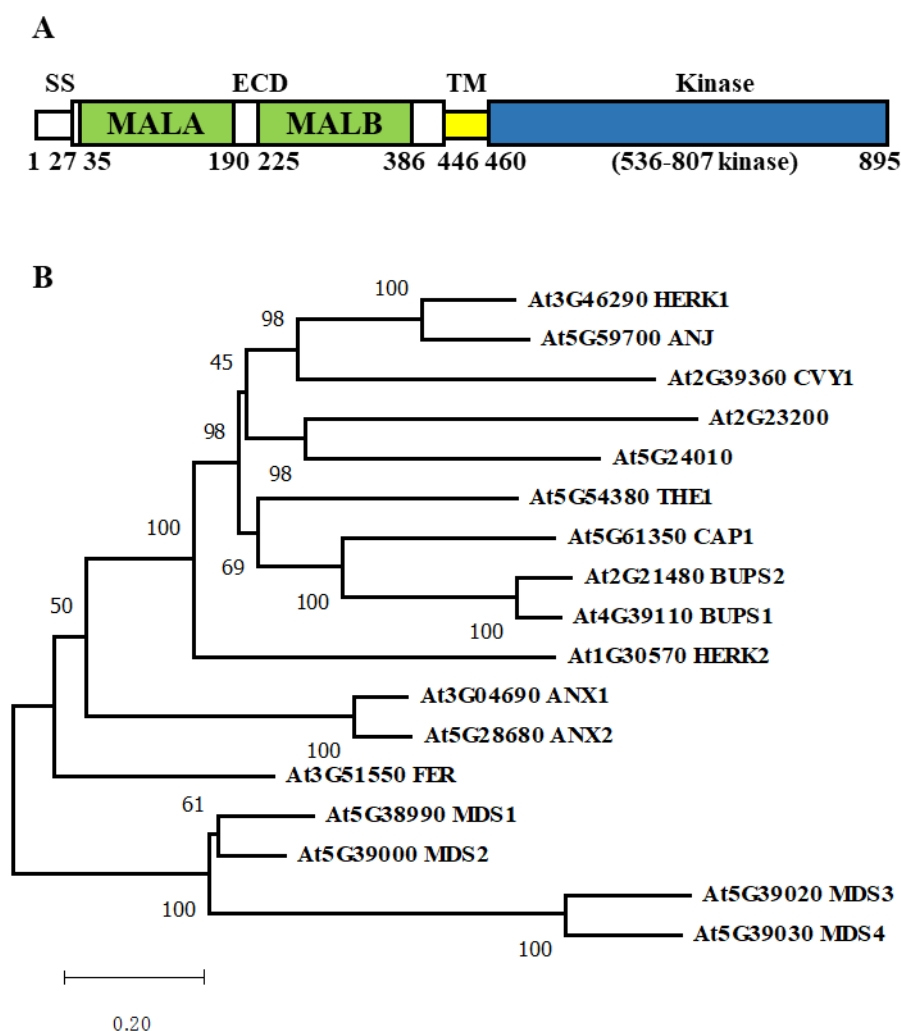 A
SS ECD TM Kinase
MALA MALB
1 27 35 190 225 386 446 460 (536-807 kinase) 895
B
100 At3G46290 HERK1
98
At5G59700 ANJ
45
At2G39360 CVY1
98 At2G23200
98 At5G24010
At5G54380 THE1
100 At5G61350 CAP1
69 At2G21480 BUPS2
100
50 At4G39110 BUPS1
100
At1G30570 HERK2
At3G04690 ANX1
At5G28680 ANX2
100
At3G51550 FER
61 At5G38990 MDS1
At5G39000 MDS2
At5G39020 MDS3
100
At5G39030 MDS4
100
0.20